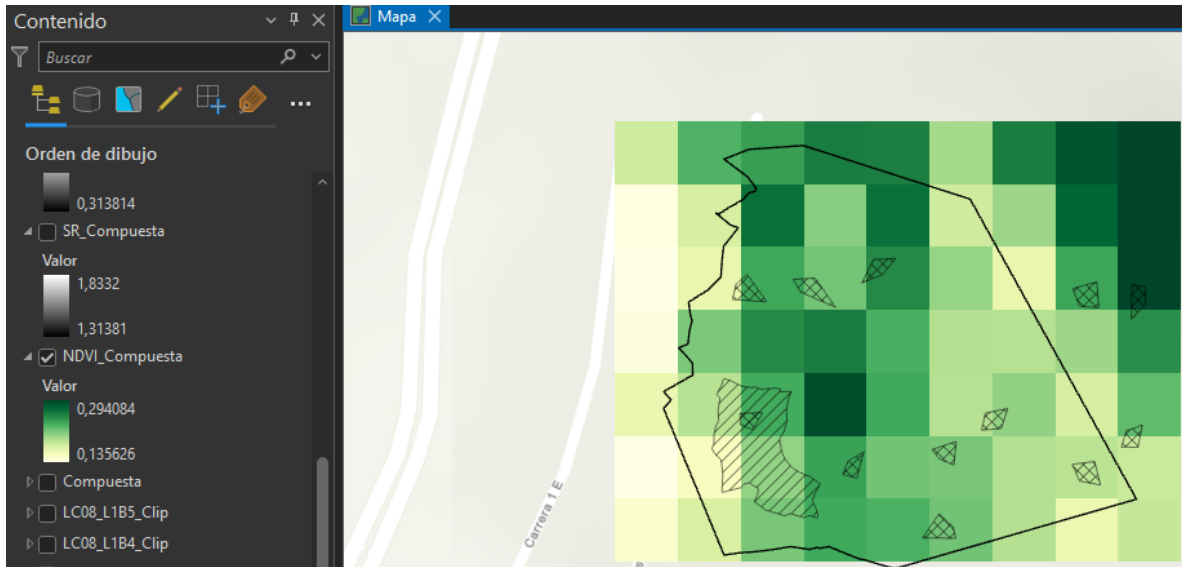 Contenido
Buscar
Orden de dibujo
0,313814
SR_Compuesta
Valor
1,8332
1,31381
NDVI_Compuesta
Valor
0,294084
0,135626
Compuesta
LC08_L1B5_Clip
LC08_L1B4_Clip
Mapa
Carrera 1 E